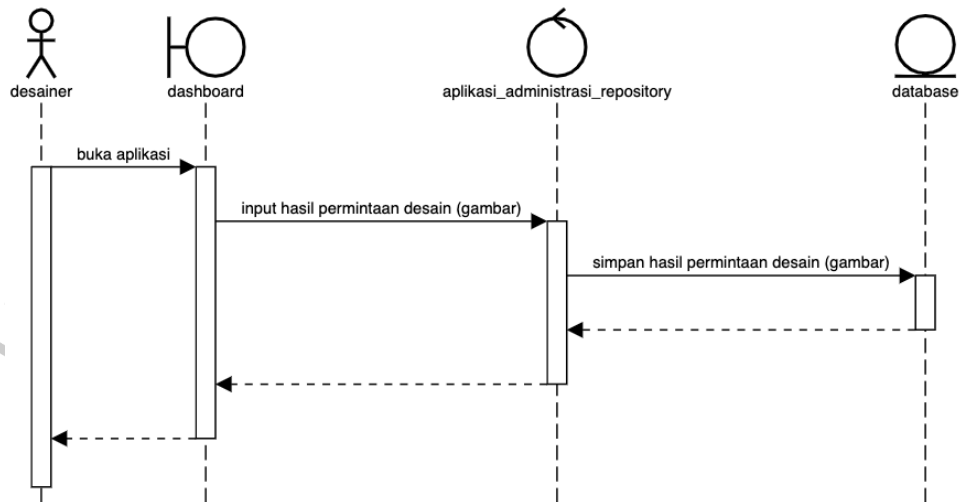 desainer
dashboard
aplikasi_administrasi_repository
database
buka aplikasi
input hasil permintaan desain (gambar)
simpan hasil permintaan desain (gambar)